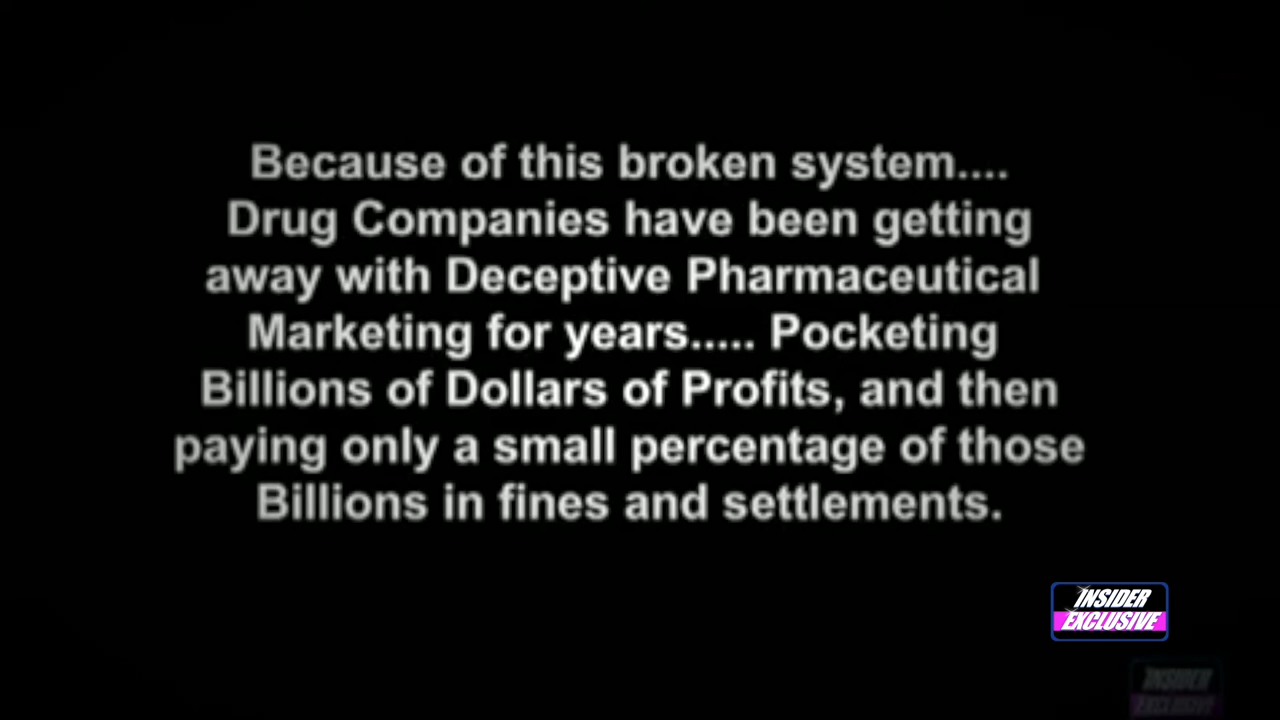 Because of this broken system....
Drug Companies have been getting
away with Deceptive Pharmaceutical
Marketing for years..... Pocketing
Billions of Dollars of Profits, and then
paying only a small percentage of those
Billions in fines and settlements.
INSIDER
EXCLUSIVE
INSIDER
EXCLUSIVE